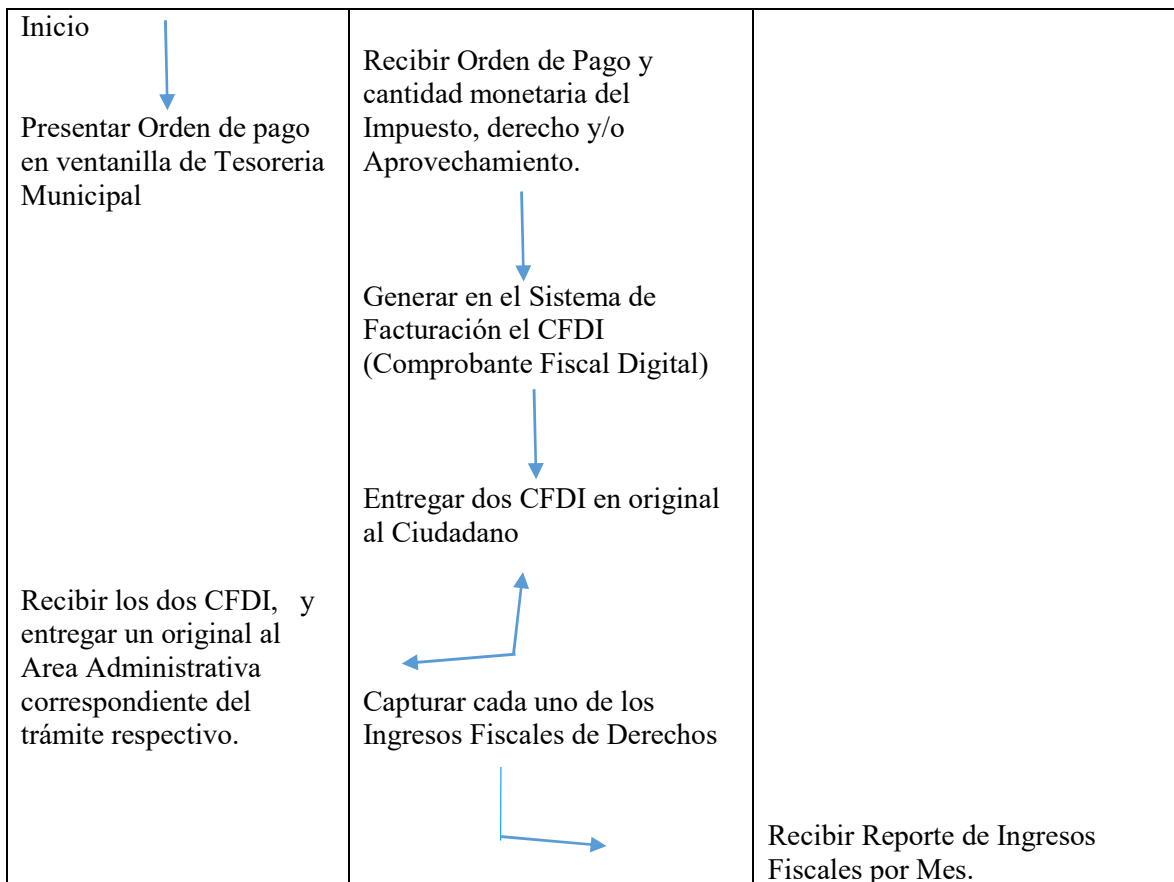 Inicio
Presentar Orden de pago
en ventanilla de Tesoreria
Municipal
Recibir los dos CFDI, y
entregar un original al
Area Administrativa
correspondiente del
trámite respectivo.
Recibir Orden de Pago y
cantidad monetaria del
Impuesto, derecho y/o
Aprovechamiento.
Generar en el Sistema de
Facturación el CFDI
(Comprobante Fiscal Digital)
Entregar dos CFDI en original
al Ciudadano
Capturar cada uno de los
Ingresos Fiscales de Derechos
Recibir Reporte de Ingresos
Fiscales por Mes.